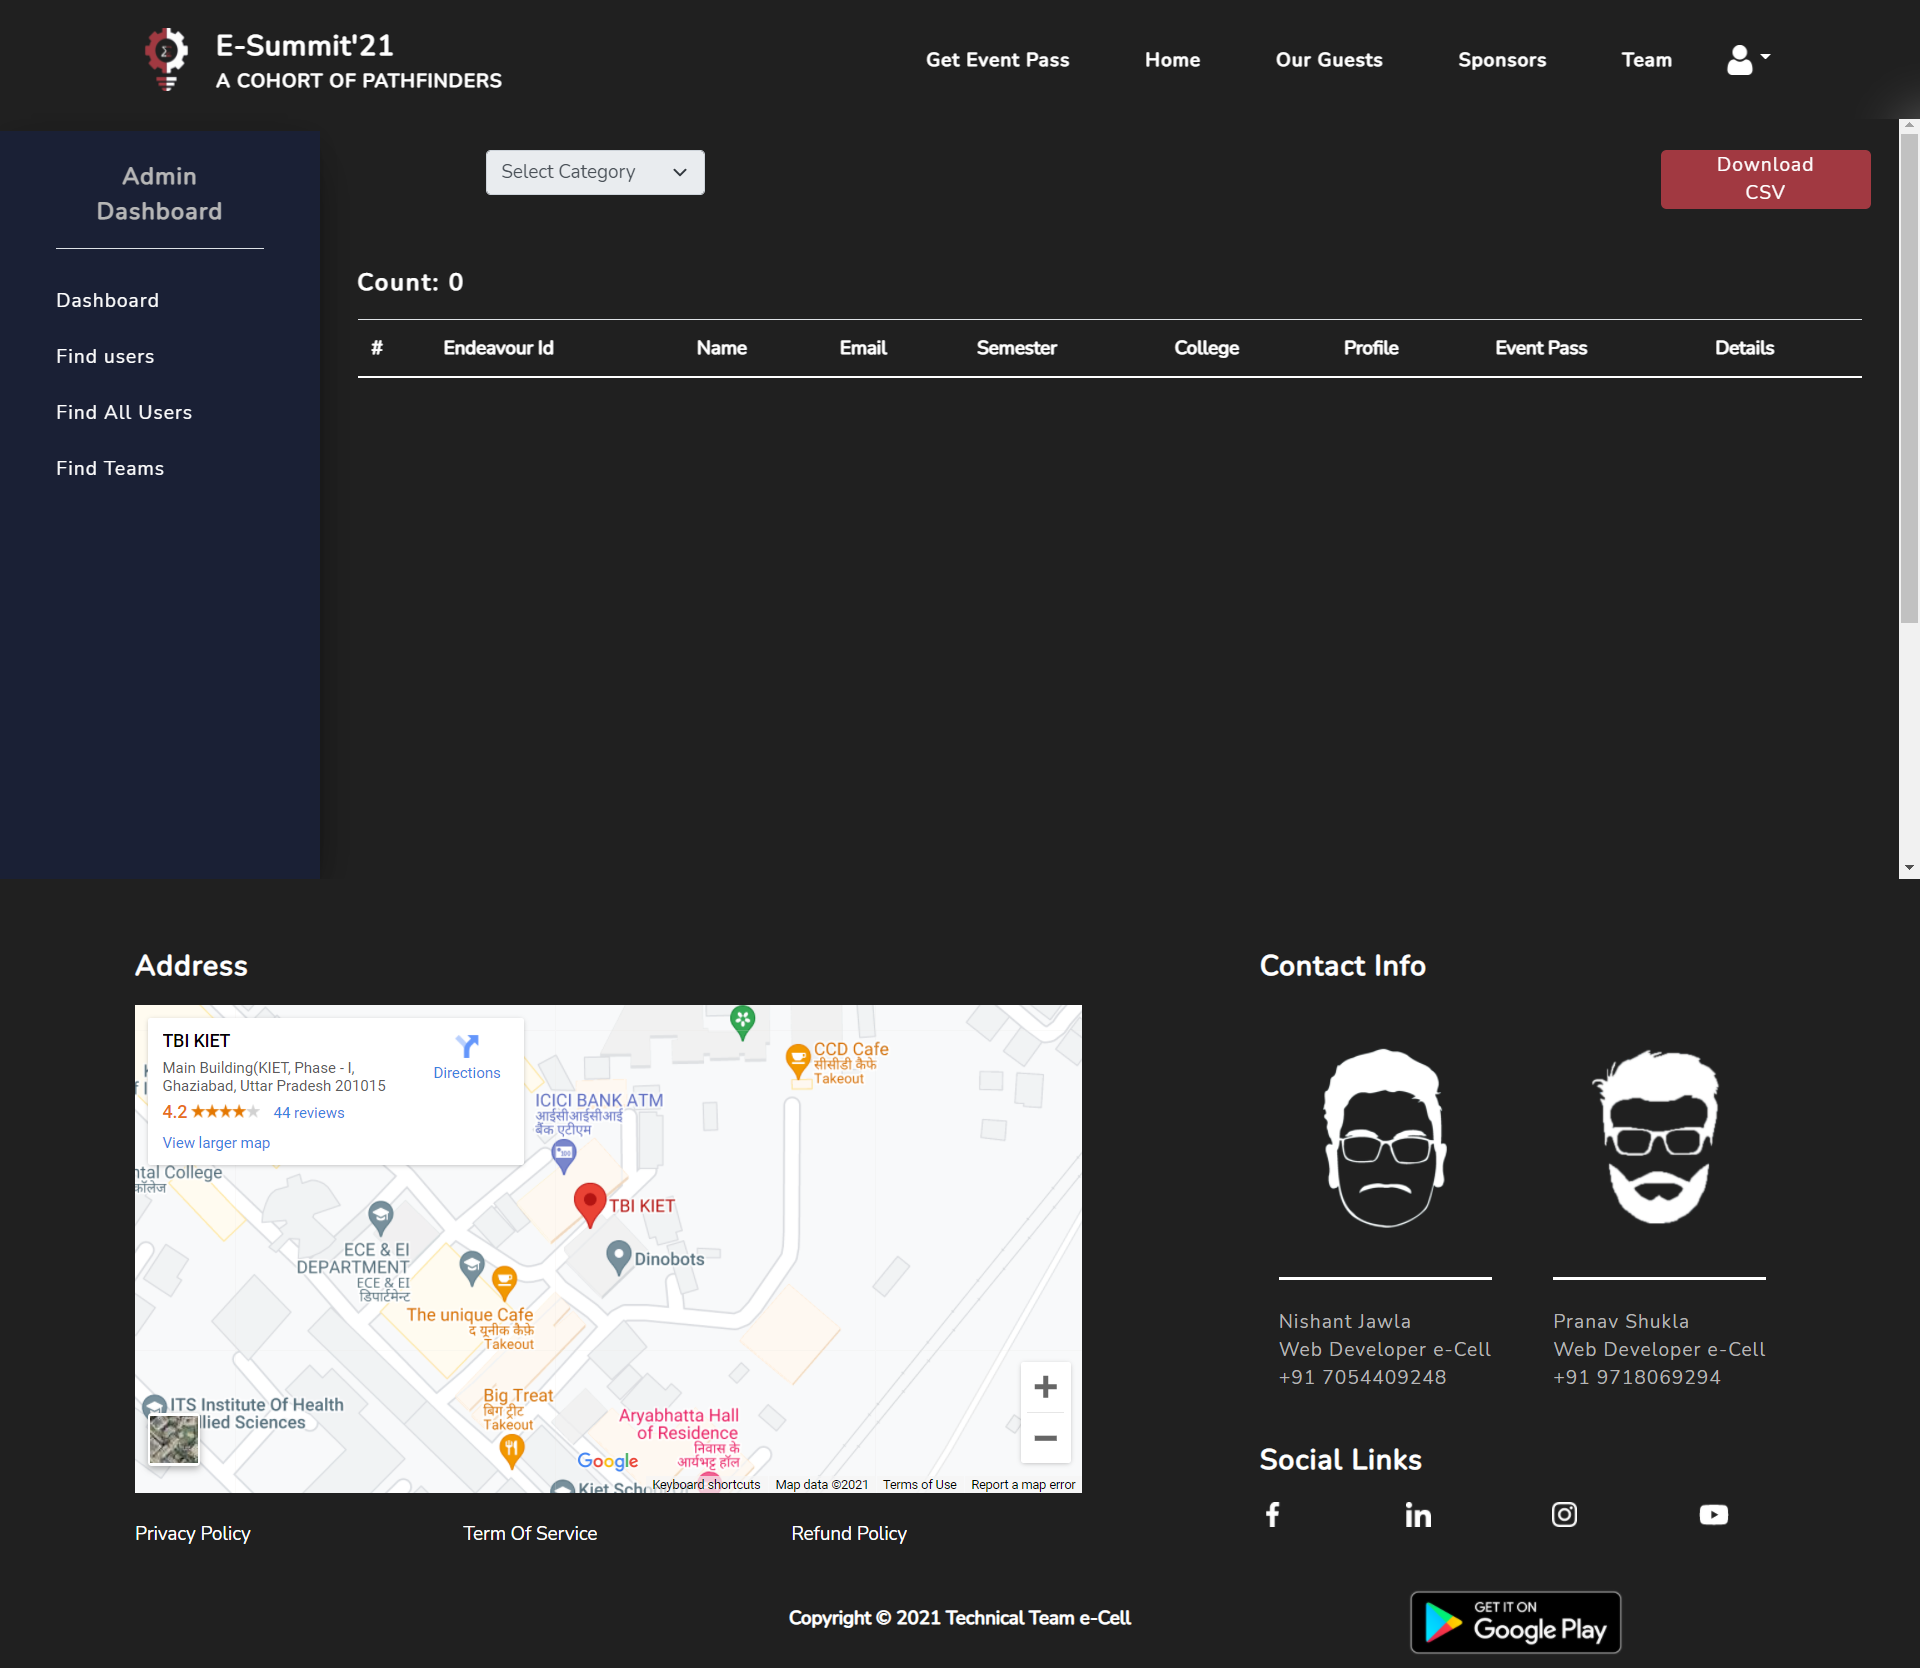 E-Summit'21
A COHORT OF PATHFINDERS
Get Event Pass
Home
Our Guests
Sponsors
Team
Admin
Dashboard
Dashboard
Find users
Find All Users
Find Teams
Select Category
Download
CSV
Count: 0
# Endeavour Id Name Email Semester College Profile Event Pass Details
Address
TBI KIET
Main Building(KIET, Phase - I,
Ghaziabad, Uttar Pradesh 201015
4.2 44 reviews
View larger map
Directions
CCD Cafe
सीसीडी कैफे
Takeout
ICICI BANK ATM
आईसीआईसीआई
बैंक एटीएम
ntal College
कॉलेज
TBI KIET
Dinobots
ECE & EI
DEPARTMENT
ECE & EI
डिपार्टमेन्ट
The unique Cafe
द यूनीक कैफ़े
Takeout
Big Treat
बिग ट्रीट
Takeout
ITS Institute Of Health
llied Sciences
Aryabhatta Hall
of Residence
निवास के
आर्यभट्ट हॉल
Google
Kiet Scho
Keyboard shortcuts
Map data ©2021
Terms of Use
Report a map error
Privacy Policy
Term Of Service
Refund Policy
Contact Info
Nishant Jawla
Web Developer e-Cell
+91 7054409248
Pranav Shukla
Web Developer e-Cell
+91 9718069294
Social Links
Copyright © 2021 Technical Team e-Cell
GET IT ON
Google Play